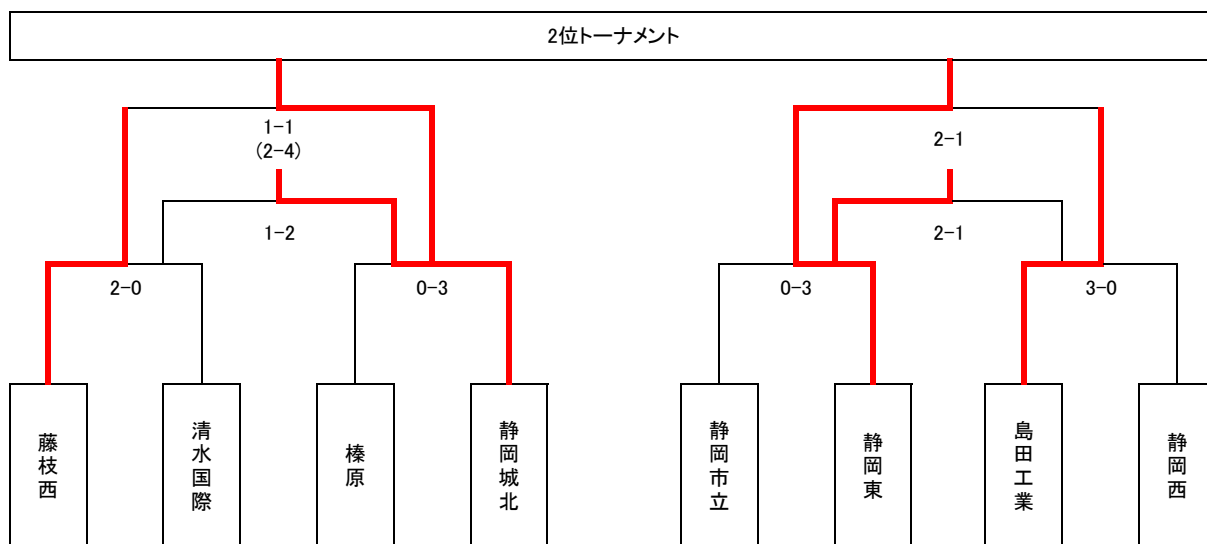 2位トーナメント
1-1
(2-4)
2-1
1-2
2-1
2-0
0-3
0-3
3-0
藤枝西
清水国際
榛原
静岡城北
静岡市立
静岡東
島田工業
静岡西